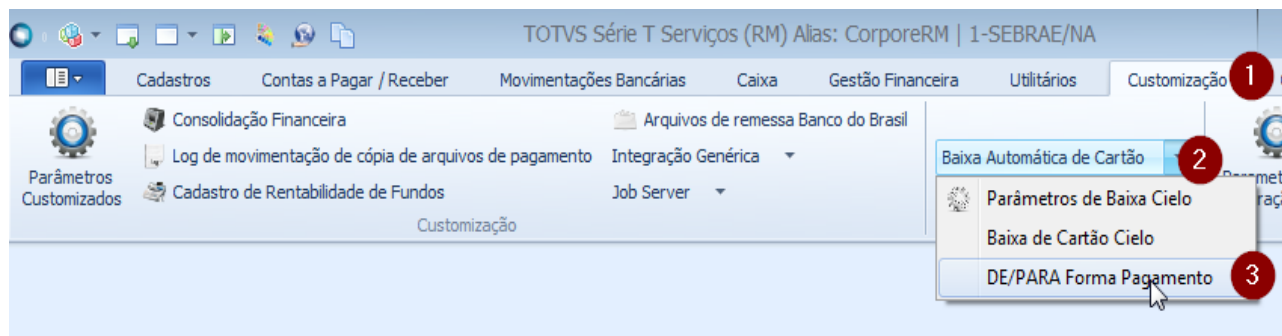 TOTVS Série T Serviços (RM) Alias: CorporeRM | 1-SEBRAE/NA
Cadastros Contas a Pagar / Receber Movimentações Bancárias Caixa Gestão Financeira Utilitários Customização 1
Parâmetros
Customizados
Consolidação Financeira
Log de movimentação de cópia de arquivos de pagamento
Cadastro de Rentabilidade de Fundos
Arquivos de remessa Banco do Brasil
Integração Genérica
Job Server
Customização
Baixa Automática de Cartão 2
Parâmetros de Baixa Cielo
Baixa de Cartão Cielo
DE/PARA Forma Pagamento 3